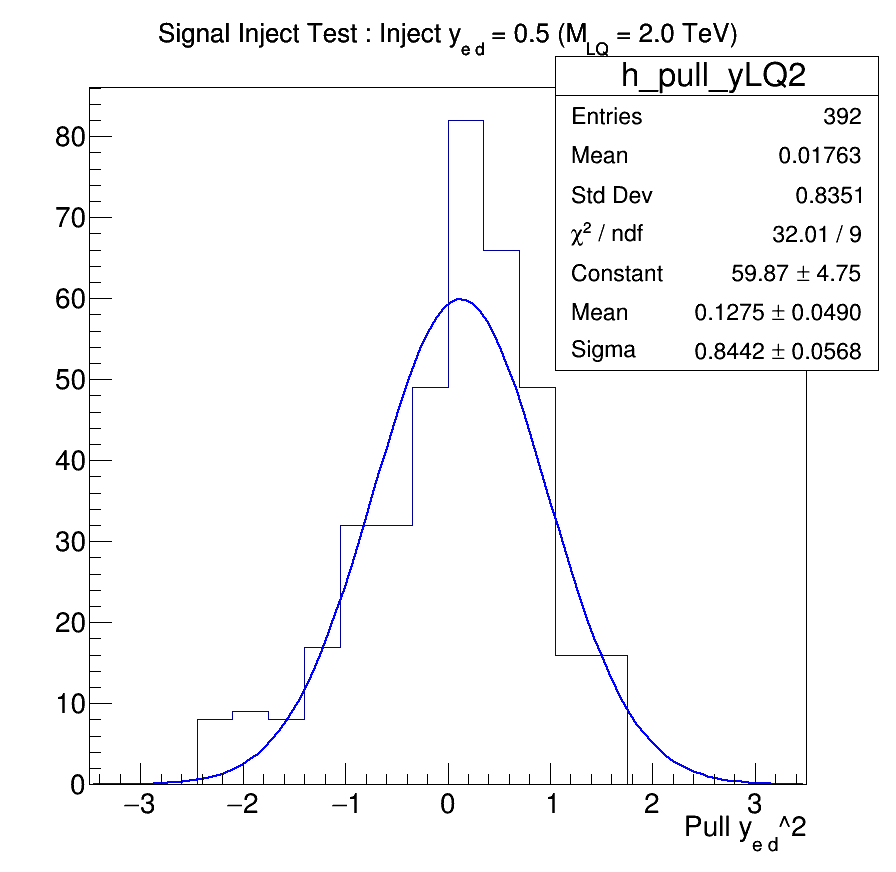 Signal Inject Test : Inject y_{e d} = 0.5 (M_{LQ} = 2.0 TeV)
h_pull_yLQ2
Entries 392
Mean 0.01763
Std Dev 0.8351
χ² / ndf 32.01 / 9
Constant 59.87 ± 4.75
Mean 0.1275 ± 0.0490
Sigma 0.8442 ± 0.0568
80
70
60
50
40
30
20
10
0
−3 −2 −1 0 1 2 3
Pull y_{e d}^2